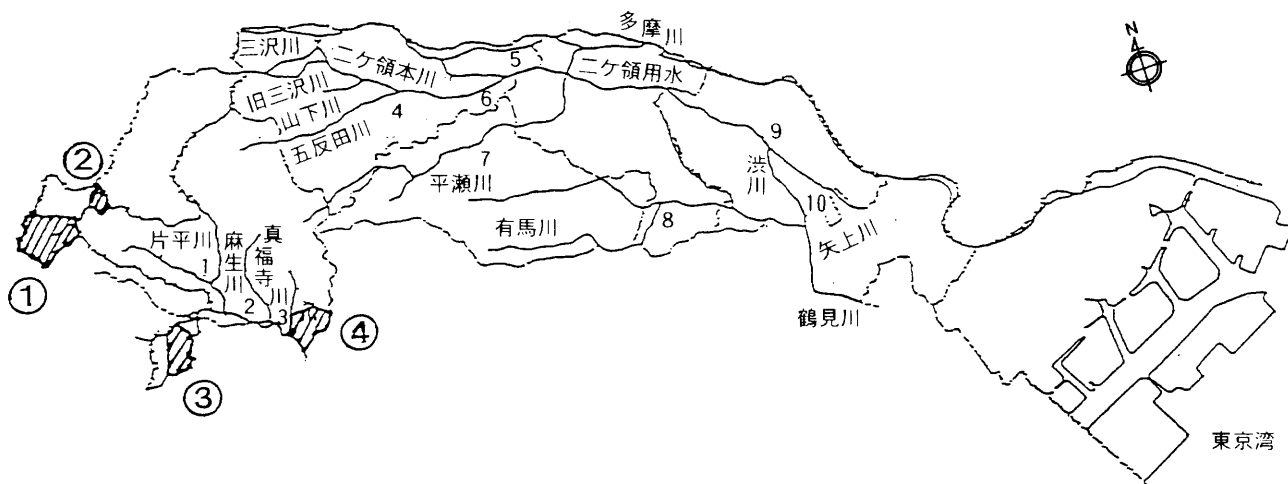 多摩川
N
三沢川
二ケ領本川
5
二ケ領用水
旧三沢川
山下川
4
6
五反田川
9
②
7
平瀬川
渋川
①
片平川
麻生川
真福寺川
有馬川
8
10
矢上川
1
2
3
④
鶴見川
③
東京湾